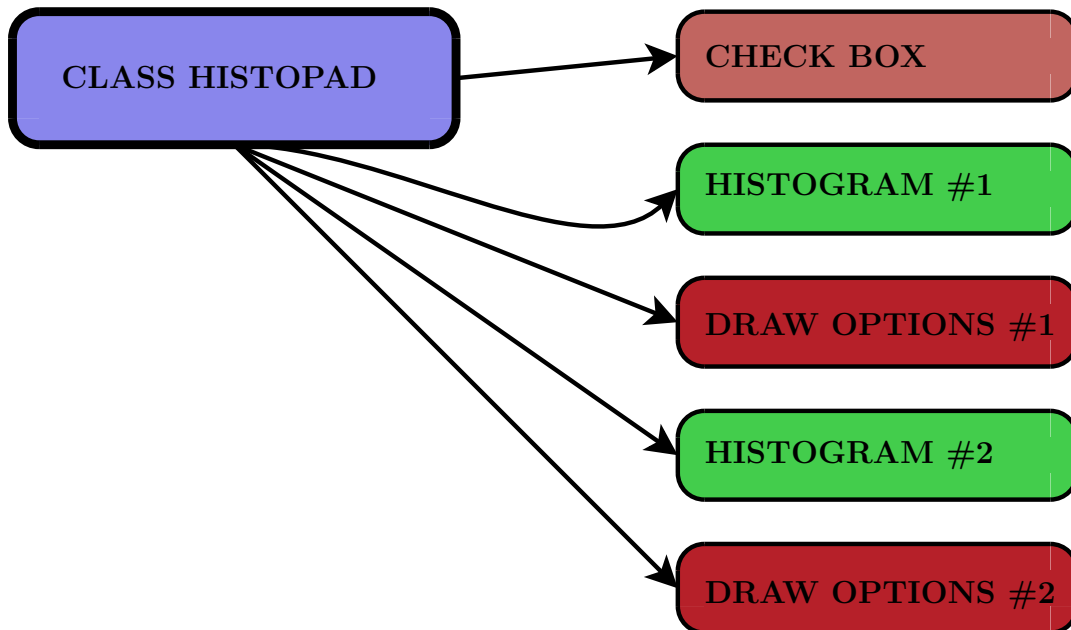 CLASS HISTOPAD
CHECK BOX
HISTOGRAM #1
DRAW OPTIONS #1
HISTOGRAM #2
DRAW OPTIONS #2